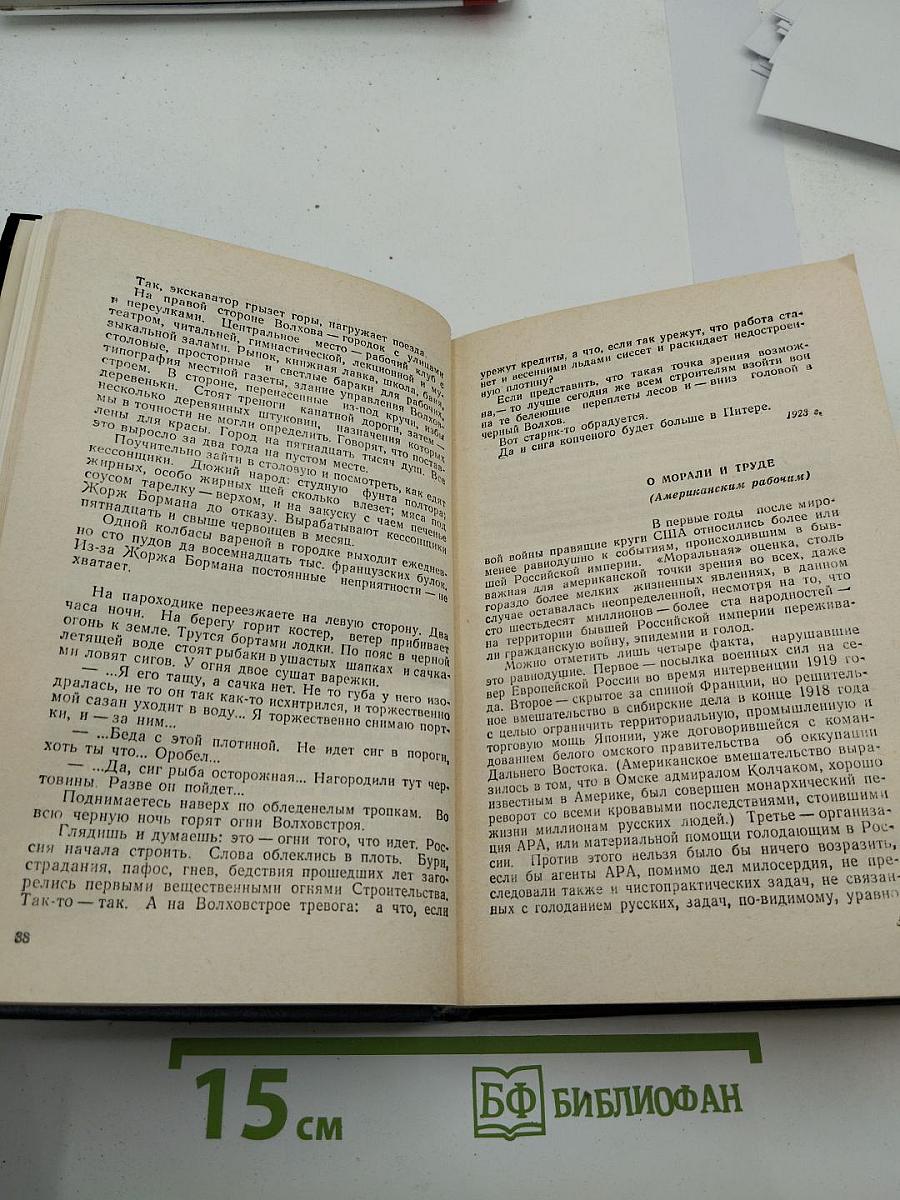 Так, экскаватор грызет горы, нагружает поезда.
На правой стороне Волхова — городок с улицами
и переулками. Центральное место — рабочий клуб с
театром, читальней, гимнастической, лекционной и му-
зыкальной залами. Рынок, книжная лавка, школа, баня,
столовые, просторные и светлые бараки для рабочих,
типография местной газеты, здание управления Волхов-
строем. В стороне, перенесенные из-под кручи, избы
деревеньки. Стоят треноги канатной дороги, затем —
несколько деревянных штуковин, назначения которых
мы в точности не могли определить. Говорят, что постав-
лены для красы. Город на пятнадцать тысяч душ. Все
это выросло за два года на пустом месте.
Поучительно зайти в столовую и посмотреть, как едят
кессонщики. Дюжий народ: студню фунта полтора;
жирных, особо жирных щей сколько влезет; мяса под
соусом тарелку — верхом, и на закуску с чаем печенье
Жорж Бормана до отказу. Вырабатывают кессонщики
пятнадцать и свыше червонцев в месяц.
Одной колбасы вареной в городке выходит ежеднев-
но сто пудов да восемнадцать тыс. французских булок.
Из-за Жоржа Бормана постоянные неприятности — не
хватает.
На пароходике переезжаете на левую сторону. Два
часа ночи. На берегу горит костер, ветер прибивает
огонь к земле. Трутся бортами лодки. По пояс в черной
летящей воде стоят рыбаки в ушастых шапках и сачка-
ми ловят сигов. У огня двое сушат варежки.
— ...Я его тащу, а сачка нет. Не то губа у него изо-
дралась, не то он так как-то исхитрился, и торжественно
мой сазан уходит в воду... Я торжественно снимаю порт-
ки, и — за ним...
— ...Беда с этой плотиной. Не идет сиг в пороги,
хоть ты что... Оробел...
— ...Да, сиг рыба осторожная... Нагородили тут чер-
товины. Разве он пойдет...
Поднимаетесь наверх по обледенелым тропкам. Во
всю черную ночь горят огни Волховстроя.
Глядишь и думаешь: это — огни того, что идет. Рос-
сия начала строить. Слова облеклись в плоть. Бури,
страдания, пафос, гнев, бедствия прошедших лет заго-
релись первыми вещественными огнями Строительства.
Так-то — так. А на Волховстрое тревога: а что, если
88
урежут кредиты, а что, если так урежут, что работа ста-
нет и весенними льдами снесет и раскидает недостроен-
ную плотину?
Если представить, что такая точка зрения возмож-
на, — то лучше сегодня же всем строителям взойти вон
на те белеющие переплеты лесов и — вниз головой в
черный Волхов.
Вот старик-то обрадуется.
Да и сига копченого будет больше в Питере.
1923 г.
О МОРАЛИ И ТРУДЕ
(Американским рабочим)
В первые годы после миро-
вой войны правящие круги США относились более или
менее равнодушно к событиям, происходившим в быв-
шей Российской империи. «Моральная» оценка, столь
важная для американской точки зрения во всех, даже
гораздо более мелких жизненных явлениях, в данном
случае оставалась неопределенной, несмотря на то, что
сто шестьдесят миллионов — более ста народностей —
на территории бывшей Российской империи пережива-
ли гражданскую войну, эпидемии и голод.
Можно отметить лишь четыре факта, нарушавшие
это равнодушие. Первое — посылка военных сил на се-
вер Европейской России во время интервенции 1919 го-
да. Второе — скрытое за спиной Франции, но решитель-
ное вмешательство в сибирские дела в конце 1918 года
с целью ограничить территориальную, промышленную и
торговую мощь Японии, уже договорившейся с коман-
дованием белого омского правительства об оккупации
Дальнего Востока. (Американское вмешательство выра-
зилось в том, что в Омске адмиралом Колчаком, хорошо
известным в Америке, был совершен монархический пе-
реворот со всеми кровавыми последствиями, стоившими
жизни миллионам русских людей.) Третье — организа-
ция АРА, или материальной помощи голодающим в Рос-
сии. Против этого нельзя было бы ничего возразить,
если бы агенты АРА, помимо дел милосердия, не пре-
следовали также и чистопрактических задач, не связан-
ных с голоданием русских, задач, по-видимому, уравно
15 см
БФ БИБЛИОФАН